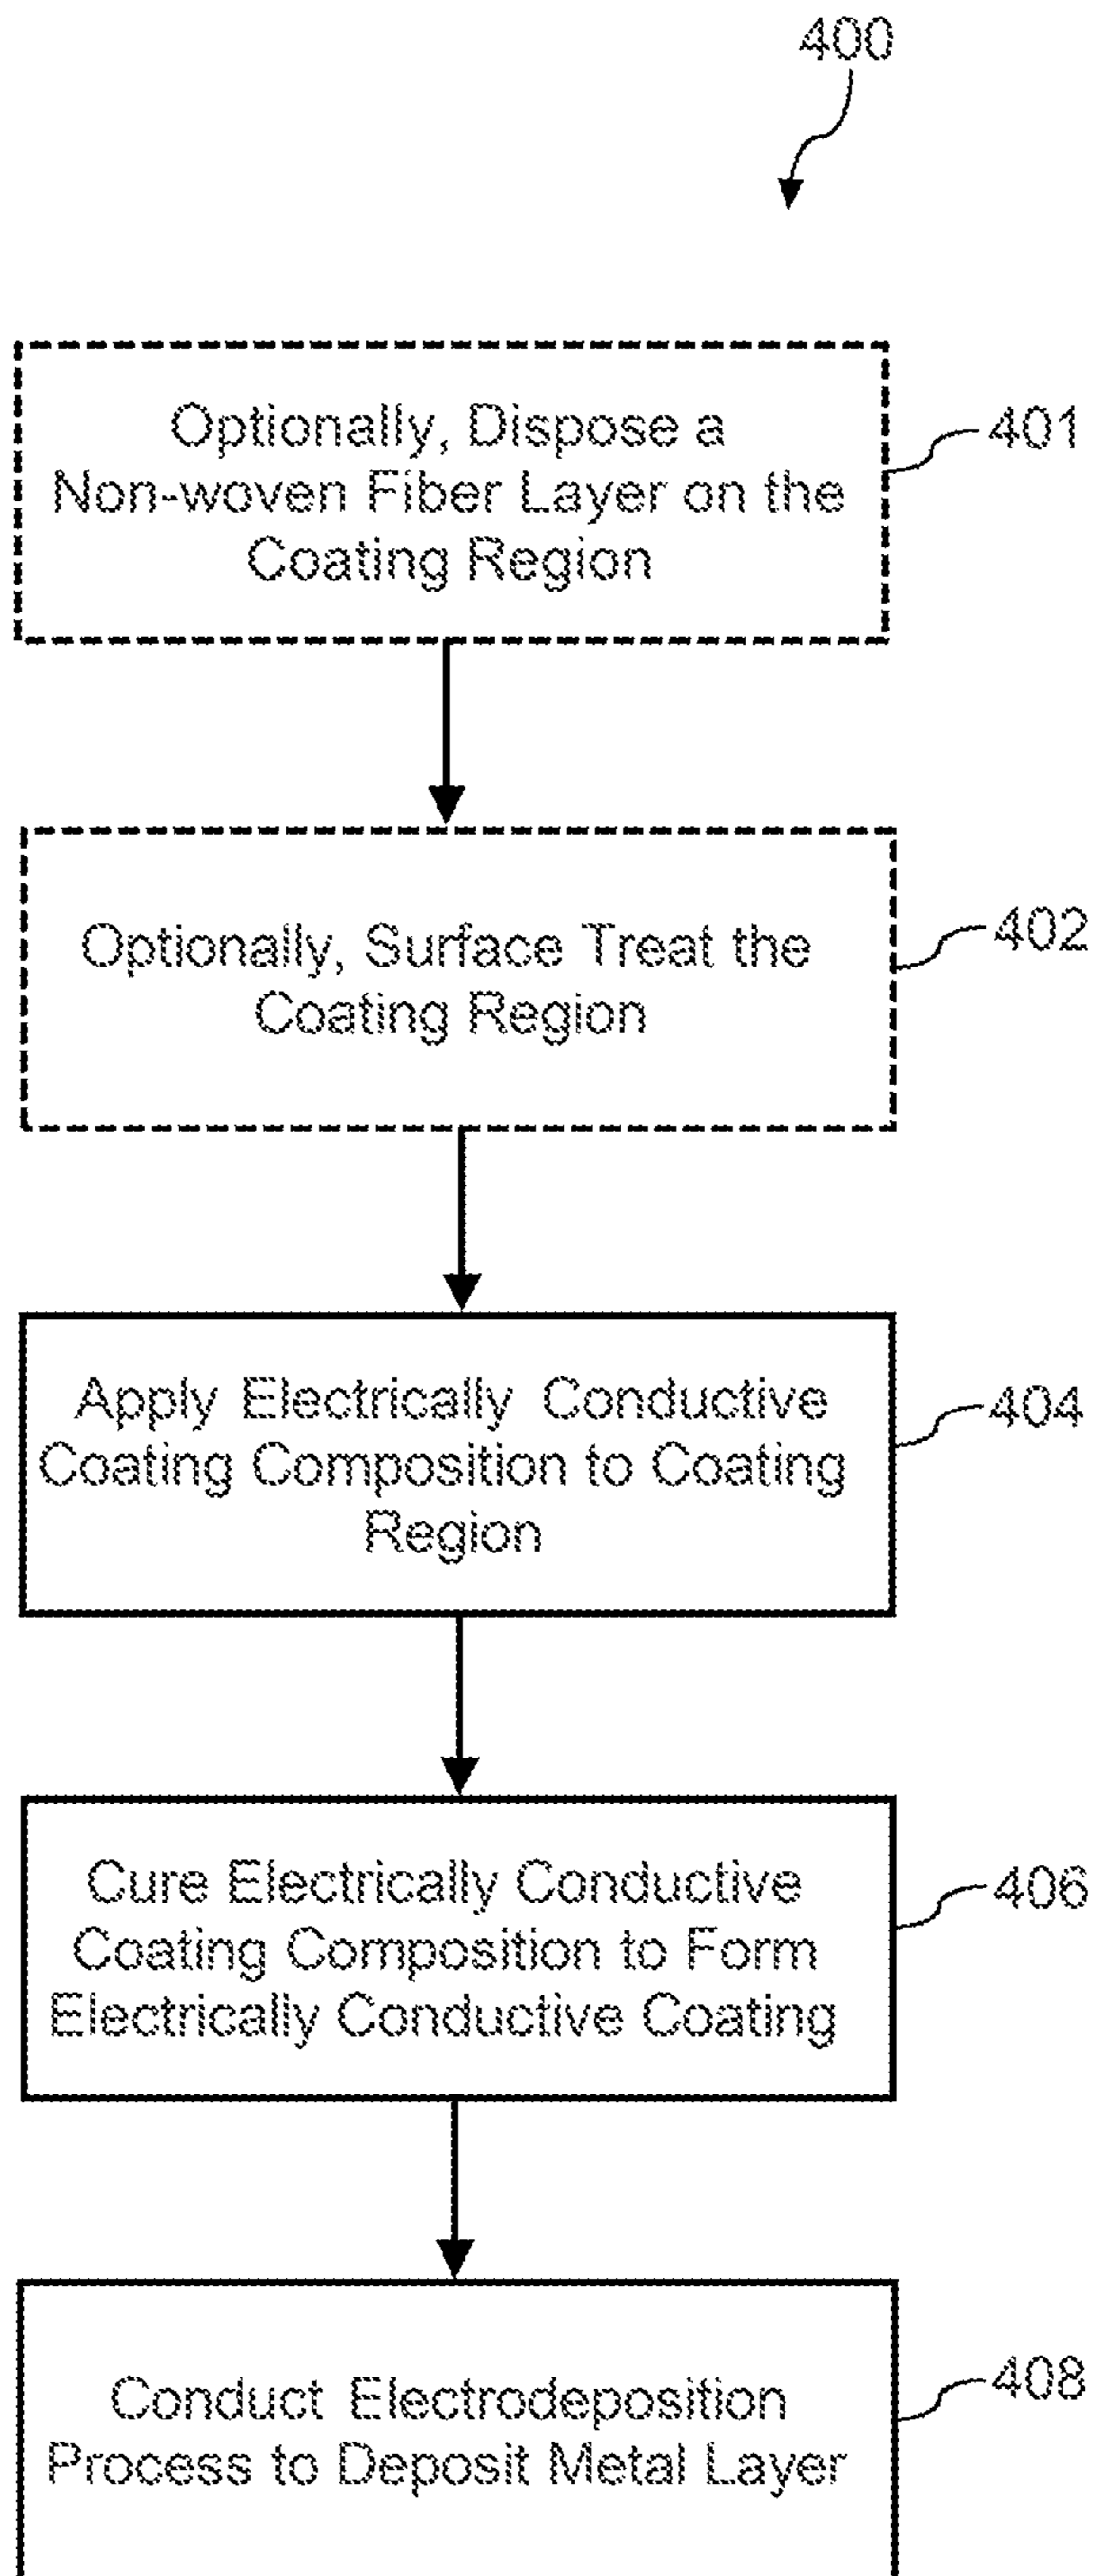 400
Optionally, Dispose a
Non-woven Fiber Layer on the
Coating Region
401
Optionally, Surface Treat the
Coating Region
402
Apply Electrically Conductive
Coating Composition to Coating
Region
404
Cure Electrically Conductive
Coating Composition to Form
Electrically Conductive Coating
406
Conduct Electrodeposition
Process to Deposit Metal Layer
408